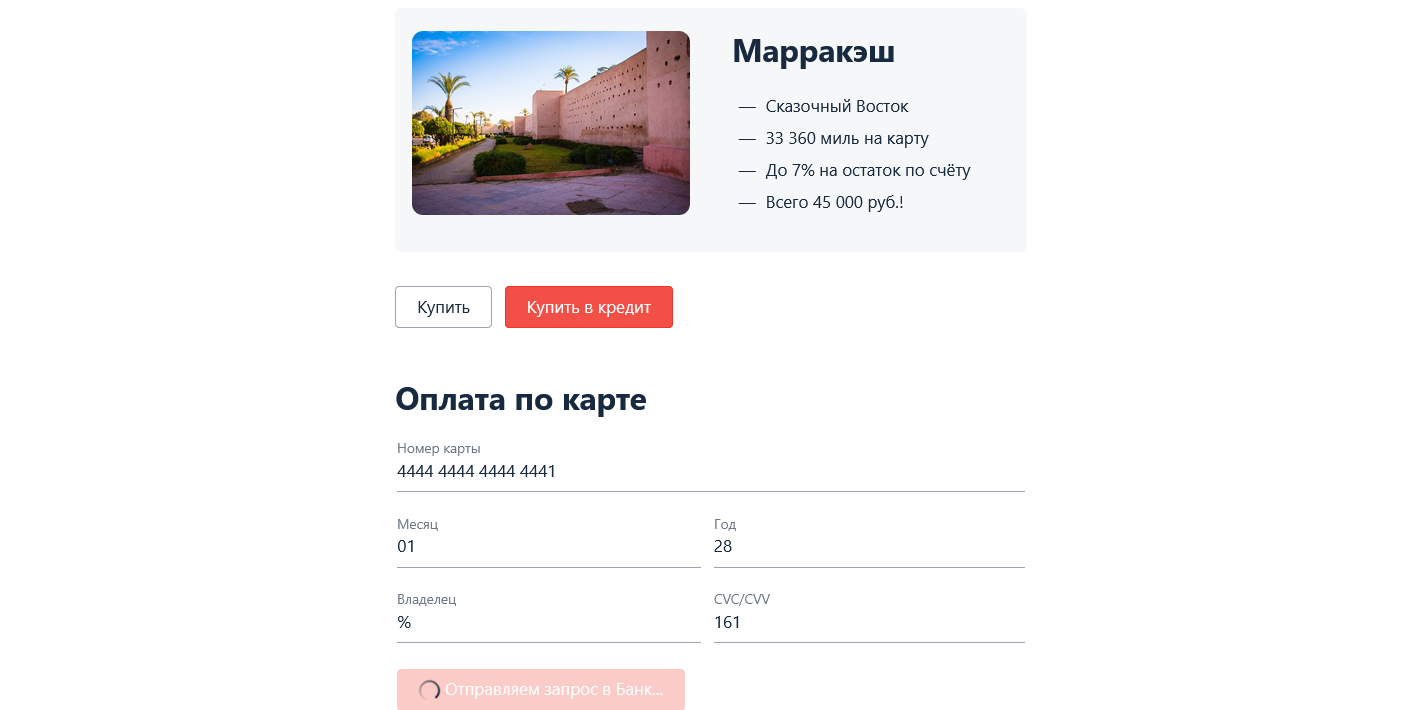 Марракэш
— Сказочный Восток
— 33 360 миль на карту
— До 7% на остаток по счёту
— Всего 45 000 руб.!
Купить
Купить в кредит
Оплата по карте
Номер карты
4444 4444 4444 4441
Месяц
01
Год
28
Владелец
%
CVC/CVV
161
Отправляем запрос в Банк...